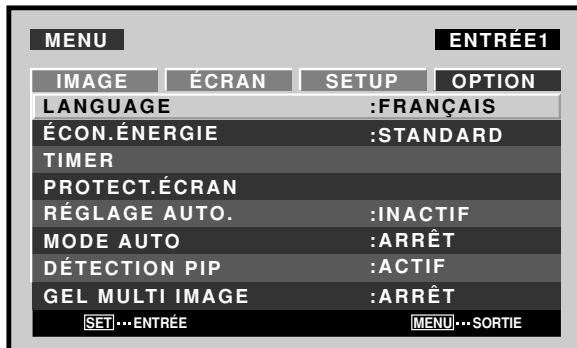 MENU ENTRÉE1
IMAGE ÉCRAN SETUP OPTION
LANGUAGE :FRANÇAIS
ÉCON.ÉNERGIE :STANDARD
TIMER
PROTECT.ÉCRAN
RÉGLAGE AUTO. :INACTIF
MODE AUTO :ARRÊT
DÉTECTION PIP :ACTIF
GEL MULTI IMAGE :ARRÊT
SET···ENTRÉE MENU···SORTIE